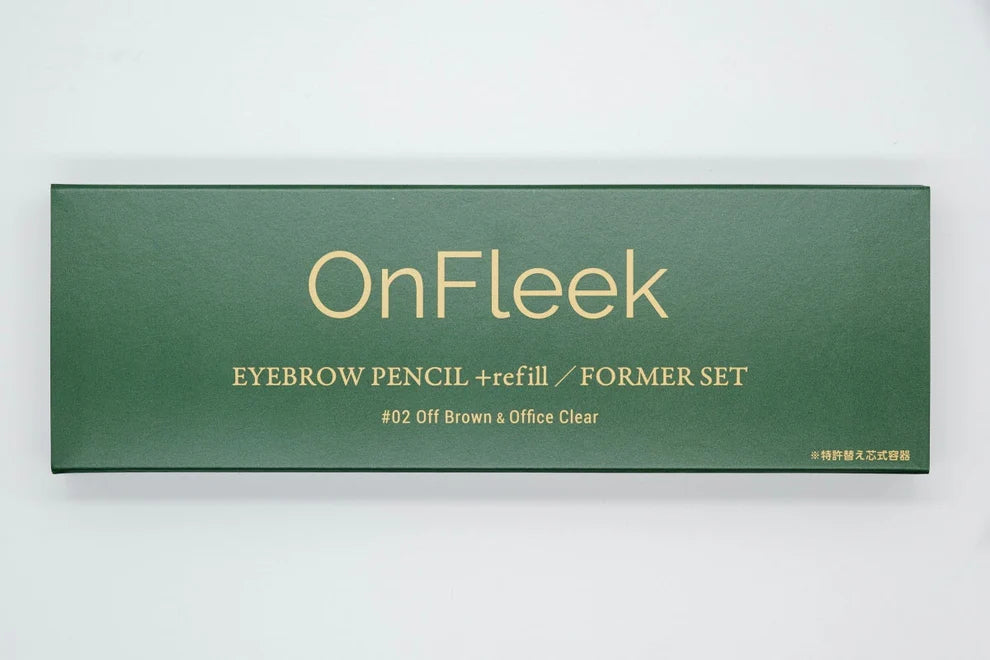 OnFleek
EYEBROW PENCIL +refill ／FORMER SET
#02 Off Brown & Office Clear
※特許替え芯式容器